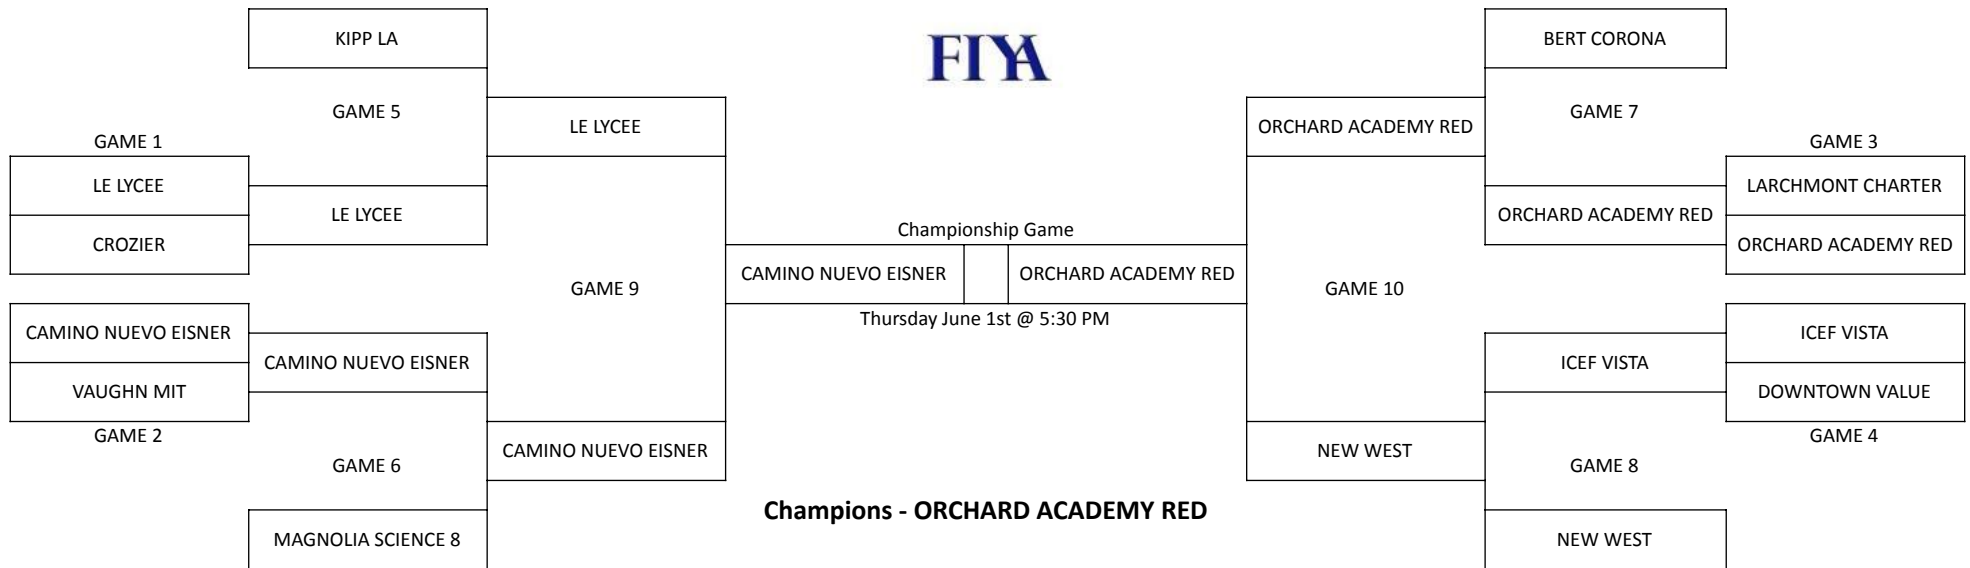 KIPP LA
FIYA
BERT CORONA
GAME 5
LE LYCEE
ORCHARD ACADEMY RED
GAME 7
GAME 1
GAME 3
LE LYCEE
LE LYCEE
CROZIER
LARCHMONT CHARTER
ORCHARD ACADEMY RED
ORCHARD ACADEMY RED
Championship Game
CAMINO NUEVO EISNER
ORCHARD ACADEMY RED
Thursday June 1st @ 5:30 PM
GAME 9
GAME 10
CAMINO NUEVO EISNER
VAUGHN MIT
GAME 2
CAMINO NUEVO EISNER
ICEF VISTA
ICEF VISTA
DOWNTOWN VALUE
GAME 4
GAME 6
CAMINO NUEVO EISNER
NEW WEST
GAME 8
MAGNOLIA SCIENCE 8
Champions - ORCHARD ACADEMY RED
NEW WEST